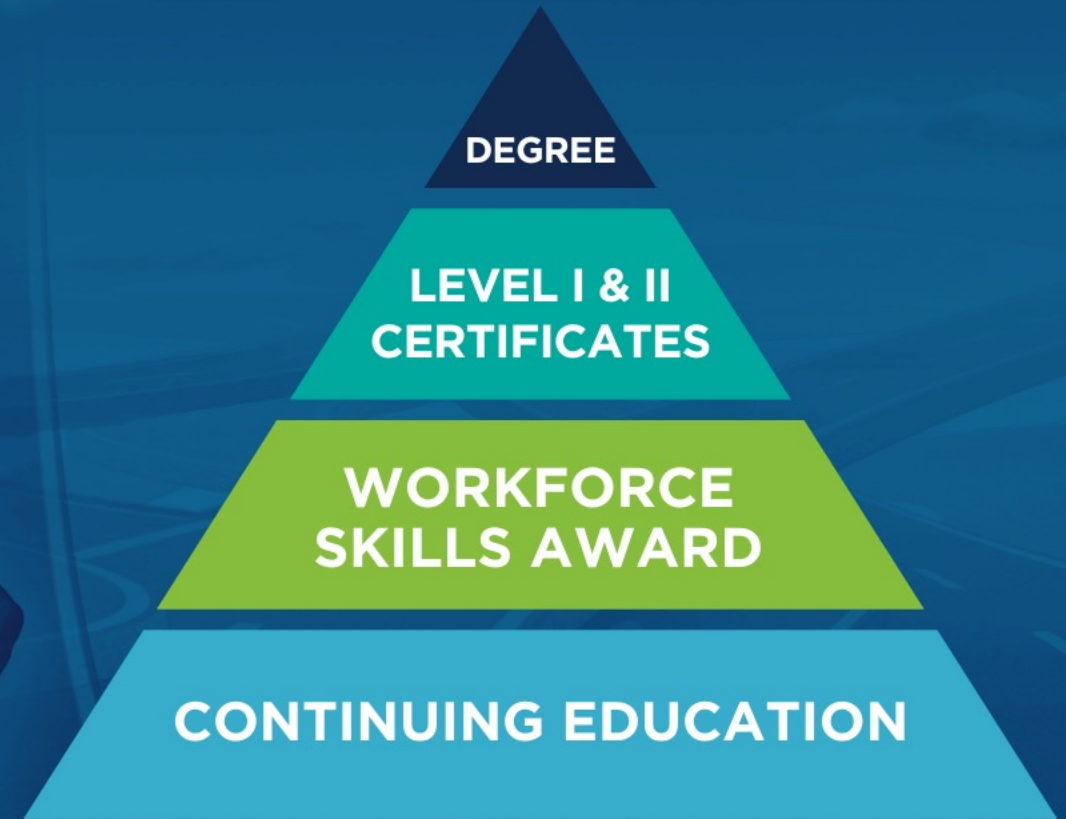 DEGREE
LEVEL I & II
CERTIFICATES
WORKFORCE
SKILLS AWARD
CONTINUING EDUCATION